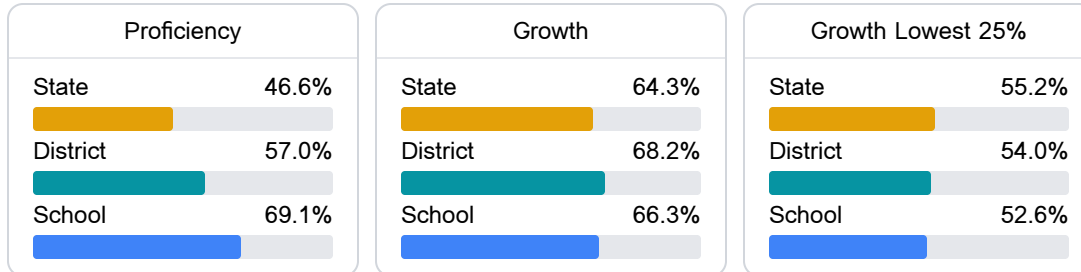 Proficiency
State 46.6%
District 57.0%
School 69.1%
Growth
State 64.3%
District 68.2%
School 66.3%
Growth Lowest 25%
State 55.2%
District 54.0%
School 52.6%